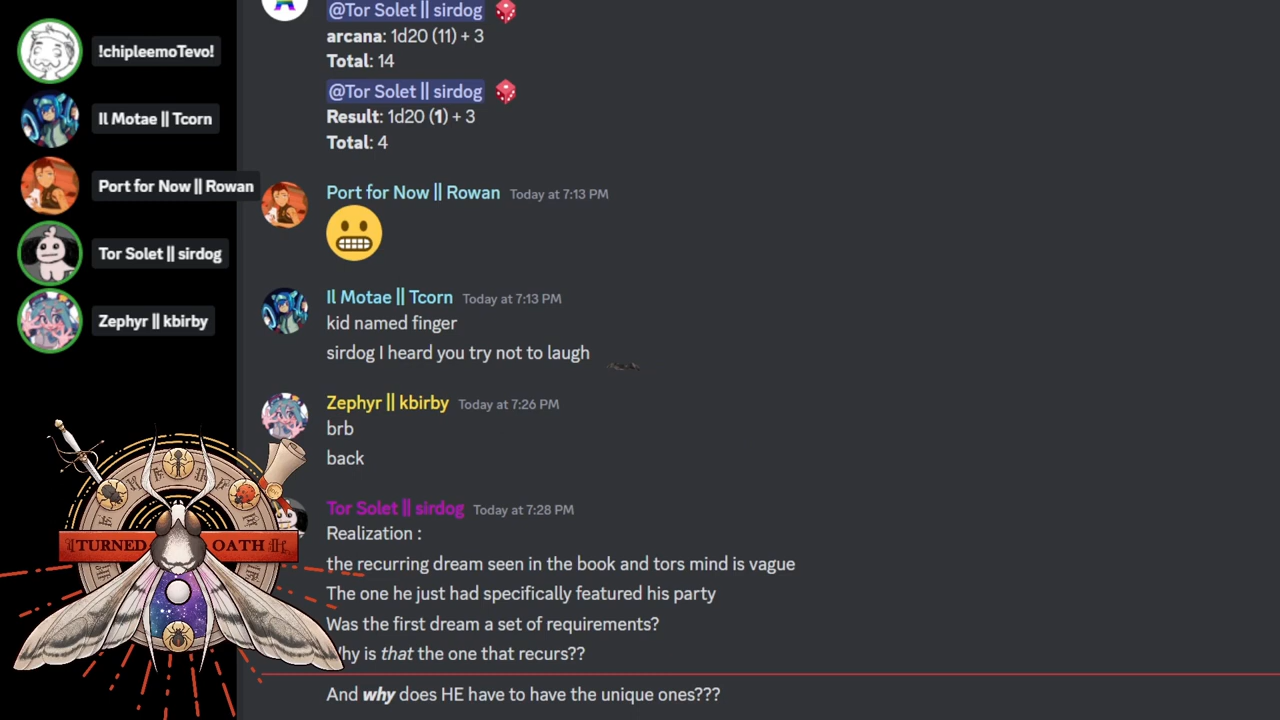 !chipleemoTevo!
Il Motae || Tcorn
Port for Now || Rowan
Tor Solet || sirdog
Zephyr || kbirby
TURNED OATH
@Tor Solet || sirdog
arcana: 1d20 (11) + 3
Total: 14
@Tor Solet || sirdog
Result: 1d20 (1) + 3
Total: 4
Port for Now || Rowan Today at 7:13 PM
Il Motae || Tcorn Today at 7:13 PM
kid named finger
sirdog I heard you try not to laugh
Zephyr || kbirby Today at 7:26 PM
brb
back
Tor Solet || sirdog Today at 7:28 PM
Realization :
the recurring dream seen in the book and tors mind is vague
The one he just had specifically featured his party
Was the first dream a set of requirements?
Why is that the one that recurs??
And why does HE have to have the unique ones???